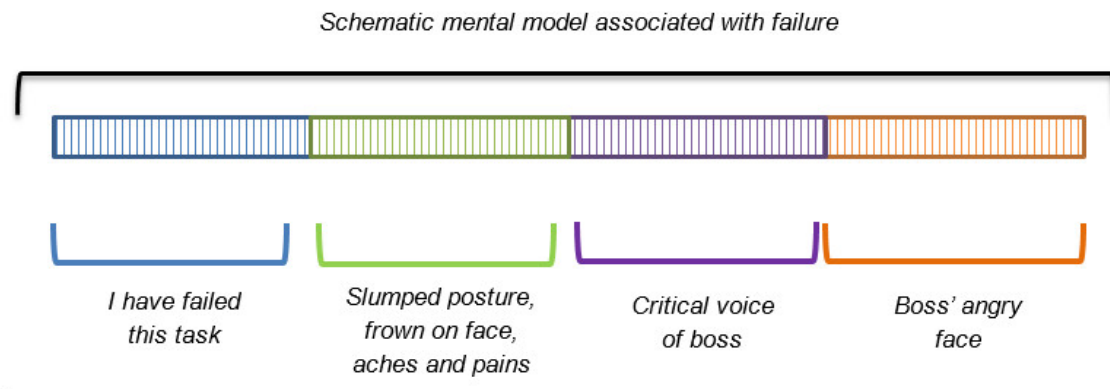 Schematic mental model associated with failure
I have failed
this task
Slumped posture,
frown on face,
aches and pains
Critical voice
of boss
Boss’ angry
face